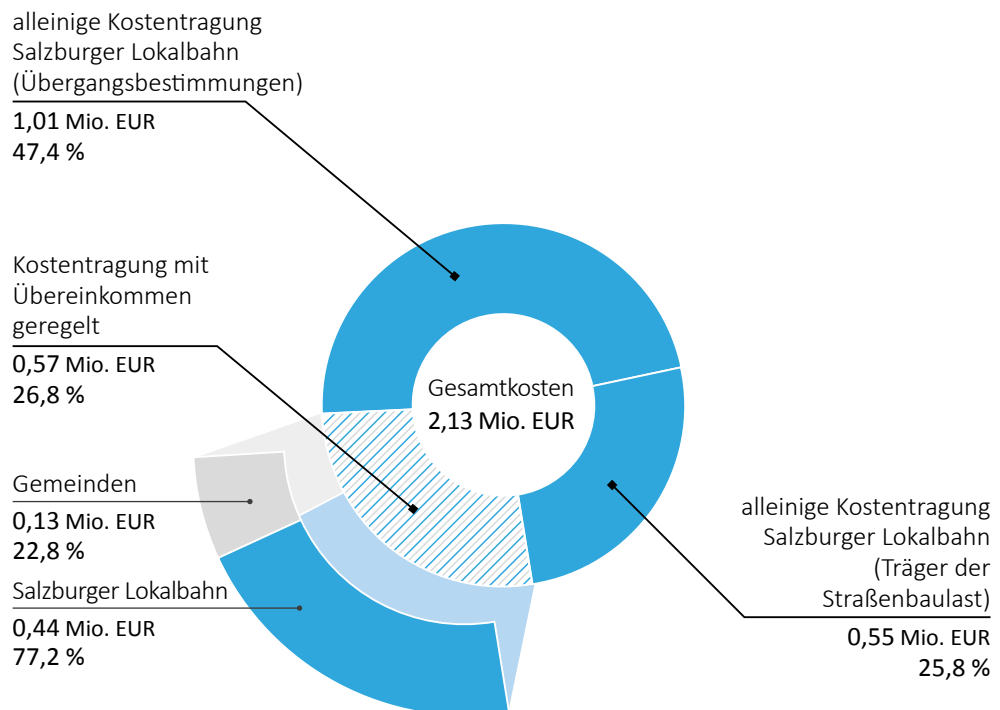 alleinige Kostentragung
Salzburger Lokalbahn
(Übergangsbestimmungen)
1,01 Mio. EUR
47,4 %
Kostentragung mit
Übereinkommen
geregelt
0,57 Mio. EUR
26,8 %
Gesamtkosten
2,13 Mio. EUR
Gemeinden
0,13 Mio. EUR
22,8 %
Salzburger Lokalbahn
0,44 Mio. EUR
77,2 %
alleinige Kostentragung
Salzburger Lokalbahn
(Träger der
Straßenbaulast)
0,55 Mio. EUR
25,8 %